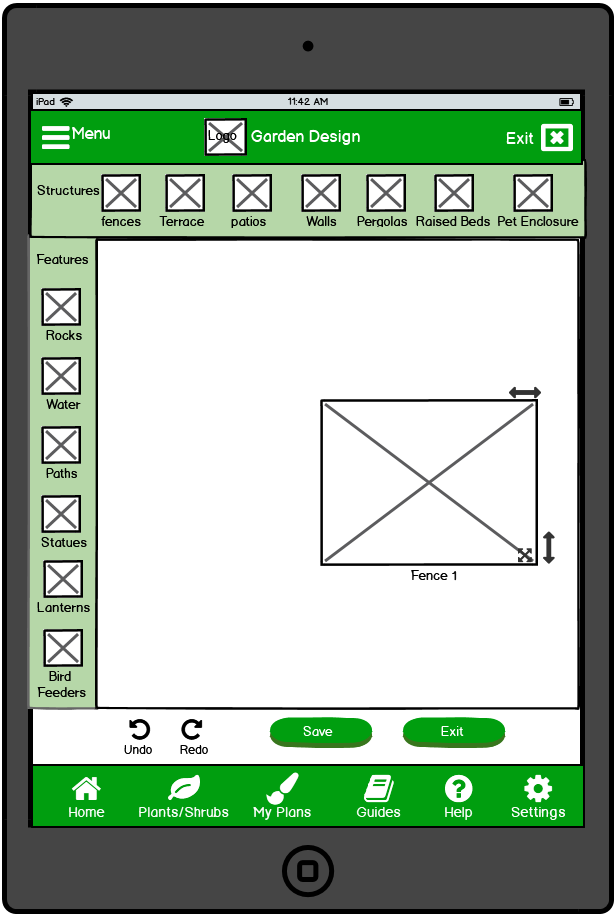 iPad 11:42 AM
Menu Logo Garden Design Exit
Structures
fences Terrace patios Walls Pergolas Raised Beds Pet Enclosure
Features
Rocks
Water
Paths
Statues
Lanterns
Bird
Feeders
Fence 1
Undo Redo Save Exit
Home Plants/Shrubs My Plans Guides Help Settings